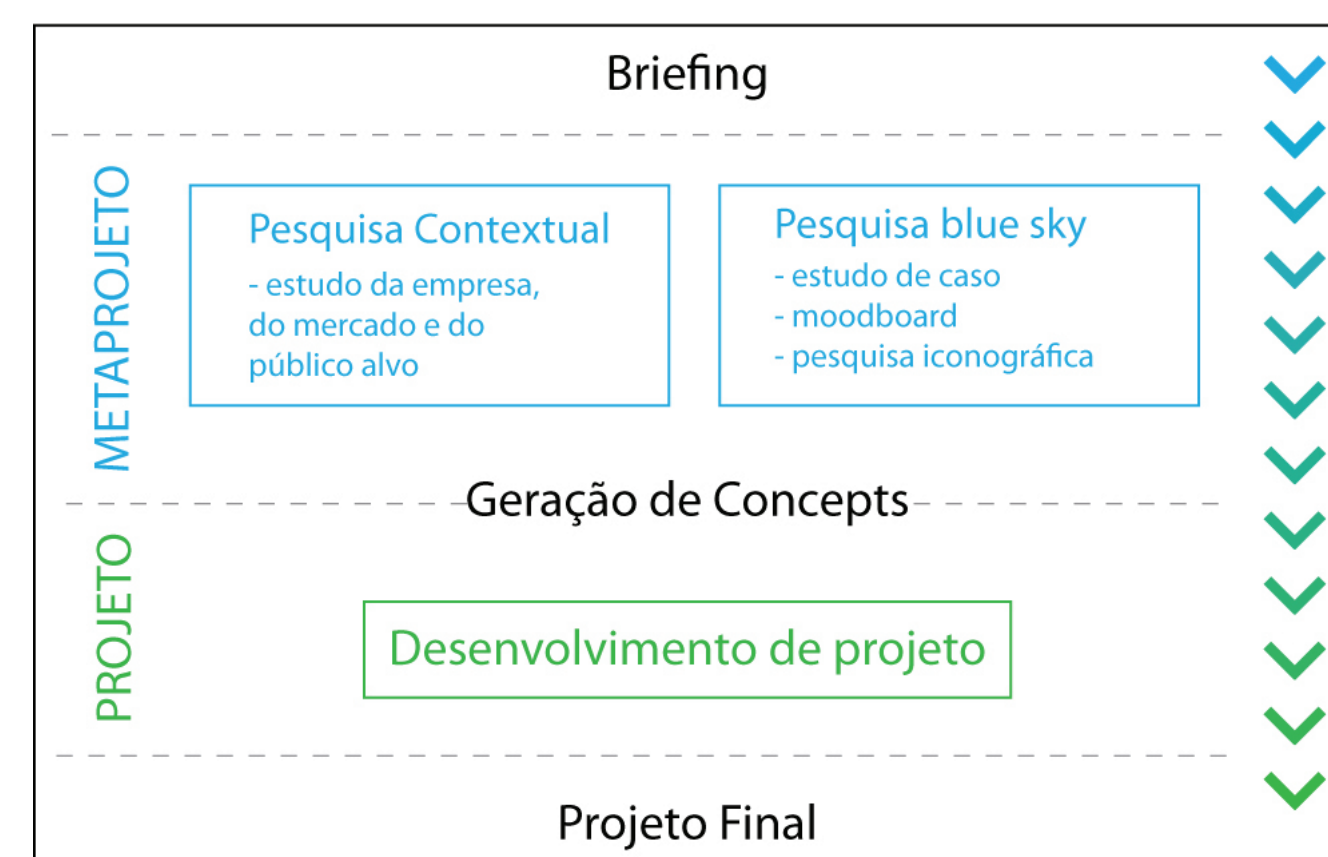 Briefing
METAPROJETO
Pesquisa Contextual
- estudo da empresa,
do mercado e do
público alvo
Pesquisa blue sky
- estudo de caso
- moodboard
- pesquisa iconográfica
Geração de Concepts
PROJETO
Desenvolvimento de projeto
Projeto Final